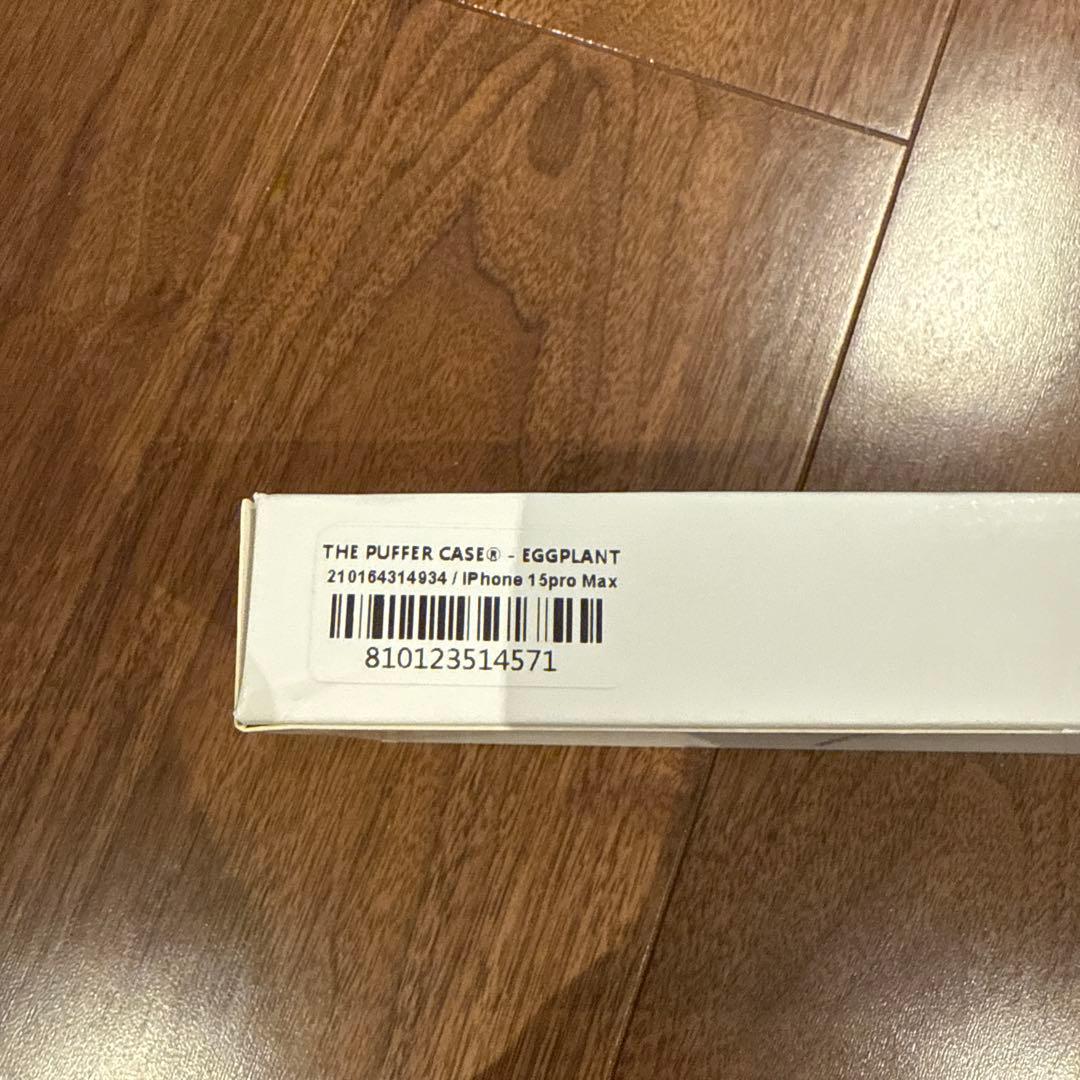 THE PUFFER CASE® - EGGPLANT
210164314934 / IPhone 15pro Max
810123514571